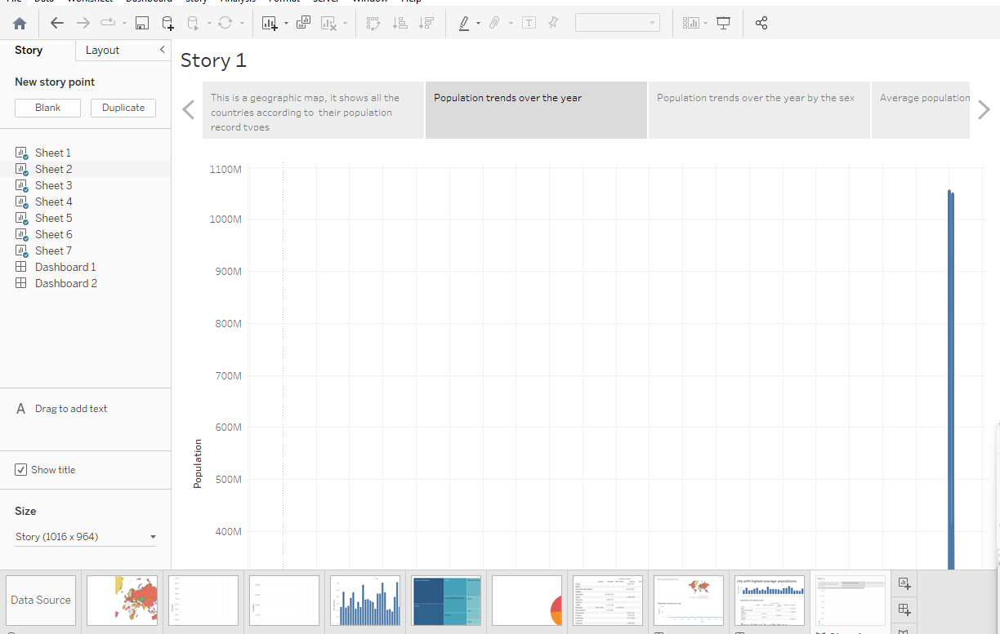 File Data Worksheet Dashboard Story Analysis Format Server Window Help
Story
Layout
New story point
Blank
Duplicate
Sheet 1
Sheet 2
Sheet 3
Sheet 4
Sheet 5
Sheet 6
Sheet 7
Dashboard 1
Dashboard 2
A Drag to add text
Show title
Size
Story (1016 x 964)
Story 1
This is a geographic map, it shows all the
countries according to their population
record types
Population trends over the year
Population trends over the year by the sex
Average population
1100M
1000M
900M
800M
700M
600M
500M
400M
Population
Data source
city with highest average populations